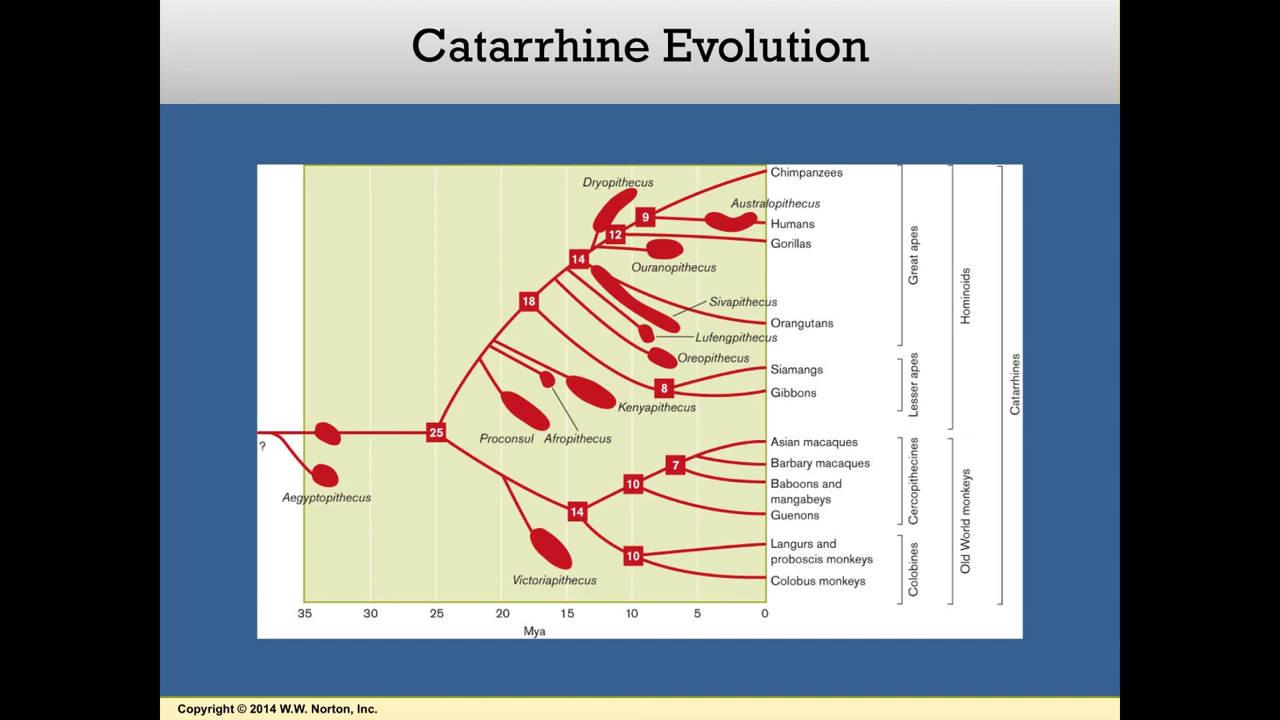 Catarrhine Evolution
Dryopithecus
Chimpanzees
Australopithecus
9
Humans
12
Gorillas
14
Ouranopithecus
18
Sivapithecus
Orangutans
Lufengpithecus
Oreopithecus
Siamangs
8
Gibbons
Kenyapithecus
25
Proconsul
Afropithecus
?
Aegyptopithecus
Asian macaques
7
Barbary macaques
10
Baboons and
mangabeys
14
Guenons
10
Langurs and
proboscis monkeys
Victoriapithecus
Colobus monkeys
Great apes
Lesser apes
Cercopithecines
Colobines
Hominoids
Old World monkeys
Catarrhines
35 30 25 20 15 10 5 0
Mya
Copyright © 2014 W.W. Norton, Inc.